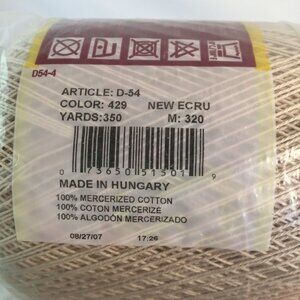 D54-4
ARTICLE: D-54
COLOR: 429 NEW ECRU
YARDS:350 M: 320
0 73650 51501 9
MADE IN HUNGARY
100% MERCERIZED COTTON
100% COTON MERCERIZE
100% ALGODÓN MERCERIZADO
08/27/07 17:26